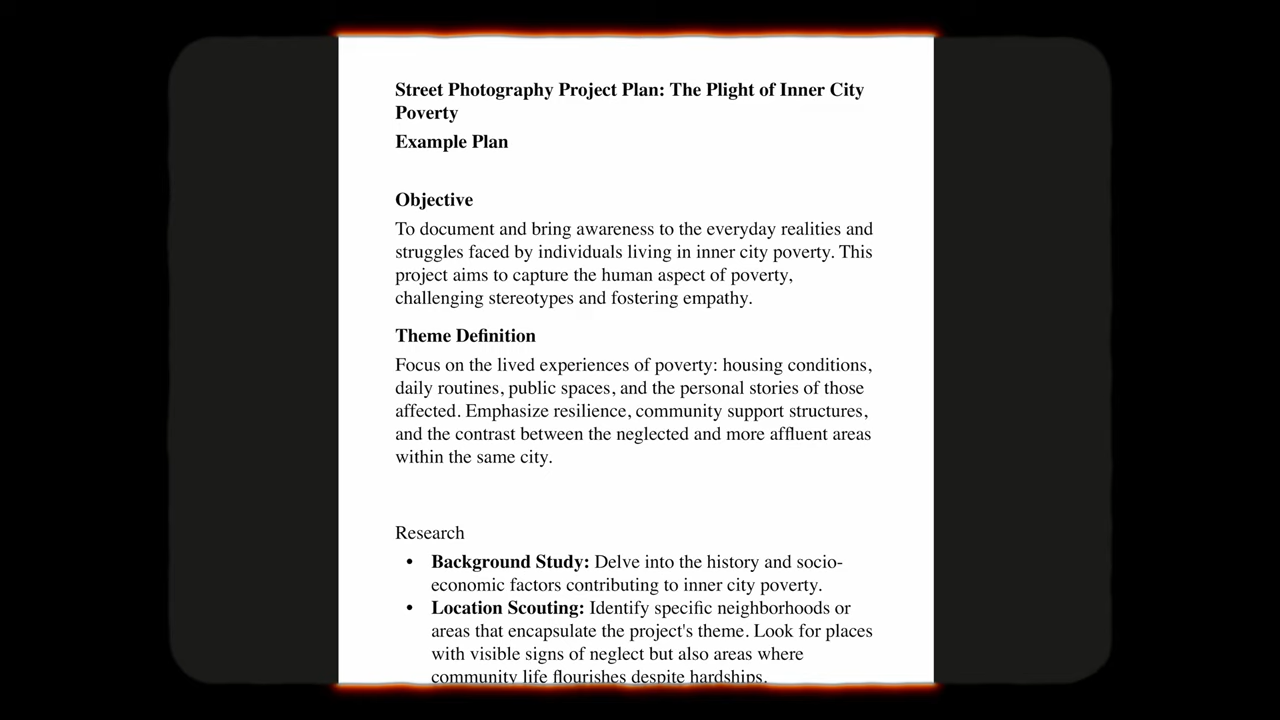 Street Photography Project Plan: The Plight of Inner City
Poverty
Example Plan
Objective
To document and bring awareness to the everyday realities and
struggles faced by individuals living in inner city poverty. This
project aims to capture the human aspect of poverty,
challenging stereotypes and fostering empathy.
Theme Definition
Focus on the lived experiences of poverty: housing conditions,
daily routines, public spaces, and the personal stories of those
affected. Emphasize resilience, community support structures,
and the contrast between the neglected and more affluent areas
within the same city.
Research
• Background Study: Delve into the history and socio-
economic factors contributing to inner city poverty.
• Location Scouting: Identify specific neighborhoods or
areas that encapsulate the project's theme. Look for places
with visible signs of neglect but also areas where
community life flourishes despite hardships.